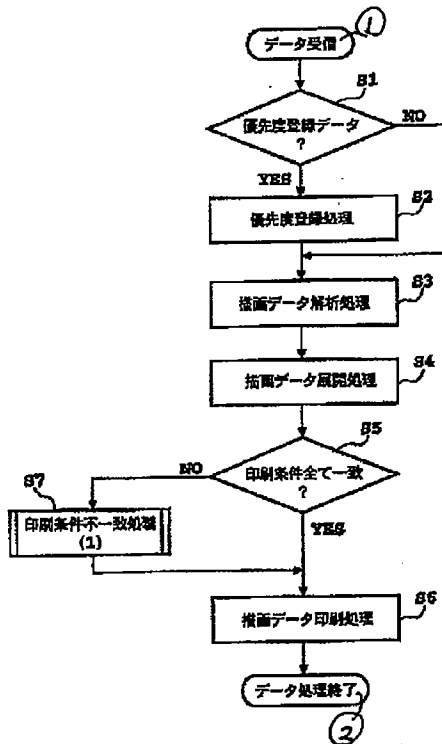 データ受信
1
S1
優先度登録データ
?
NO
YES
S2
優先度登録処理
S3
描画データ解析処理
S4
描画データ展開処理
S5
印刷条件全て一致
?
NO
YES
S7
印刷条件不一致処理
(1)
S6
描画データ印刷処理
データ処理終了
2